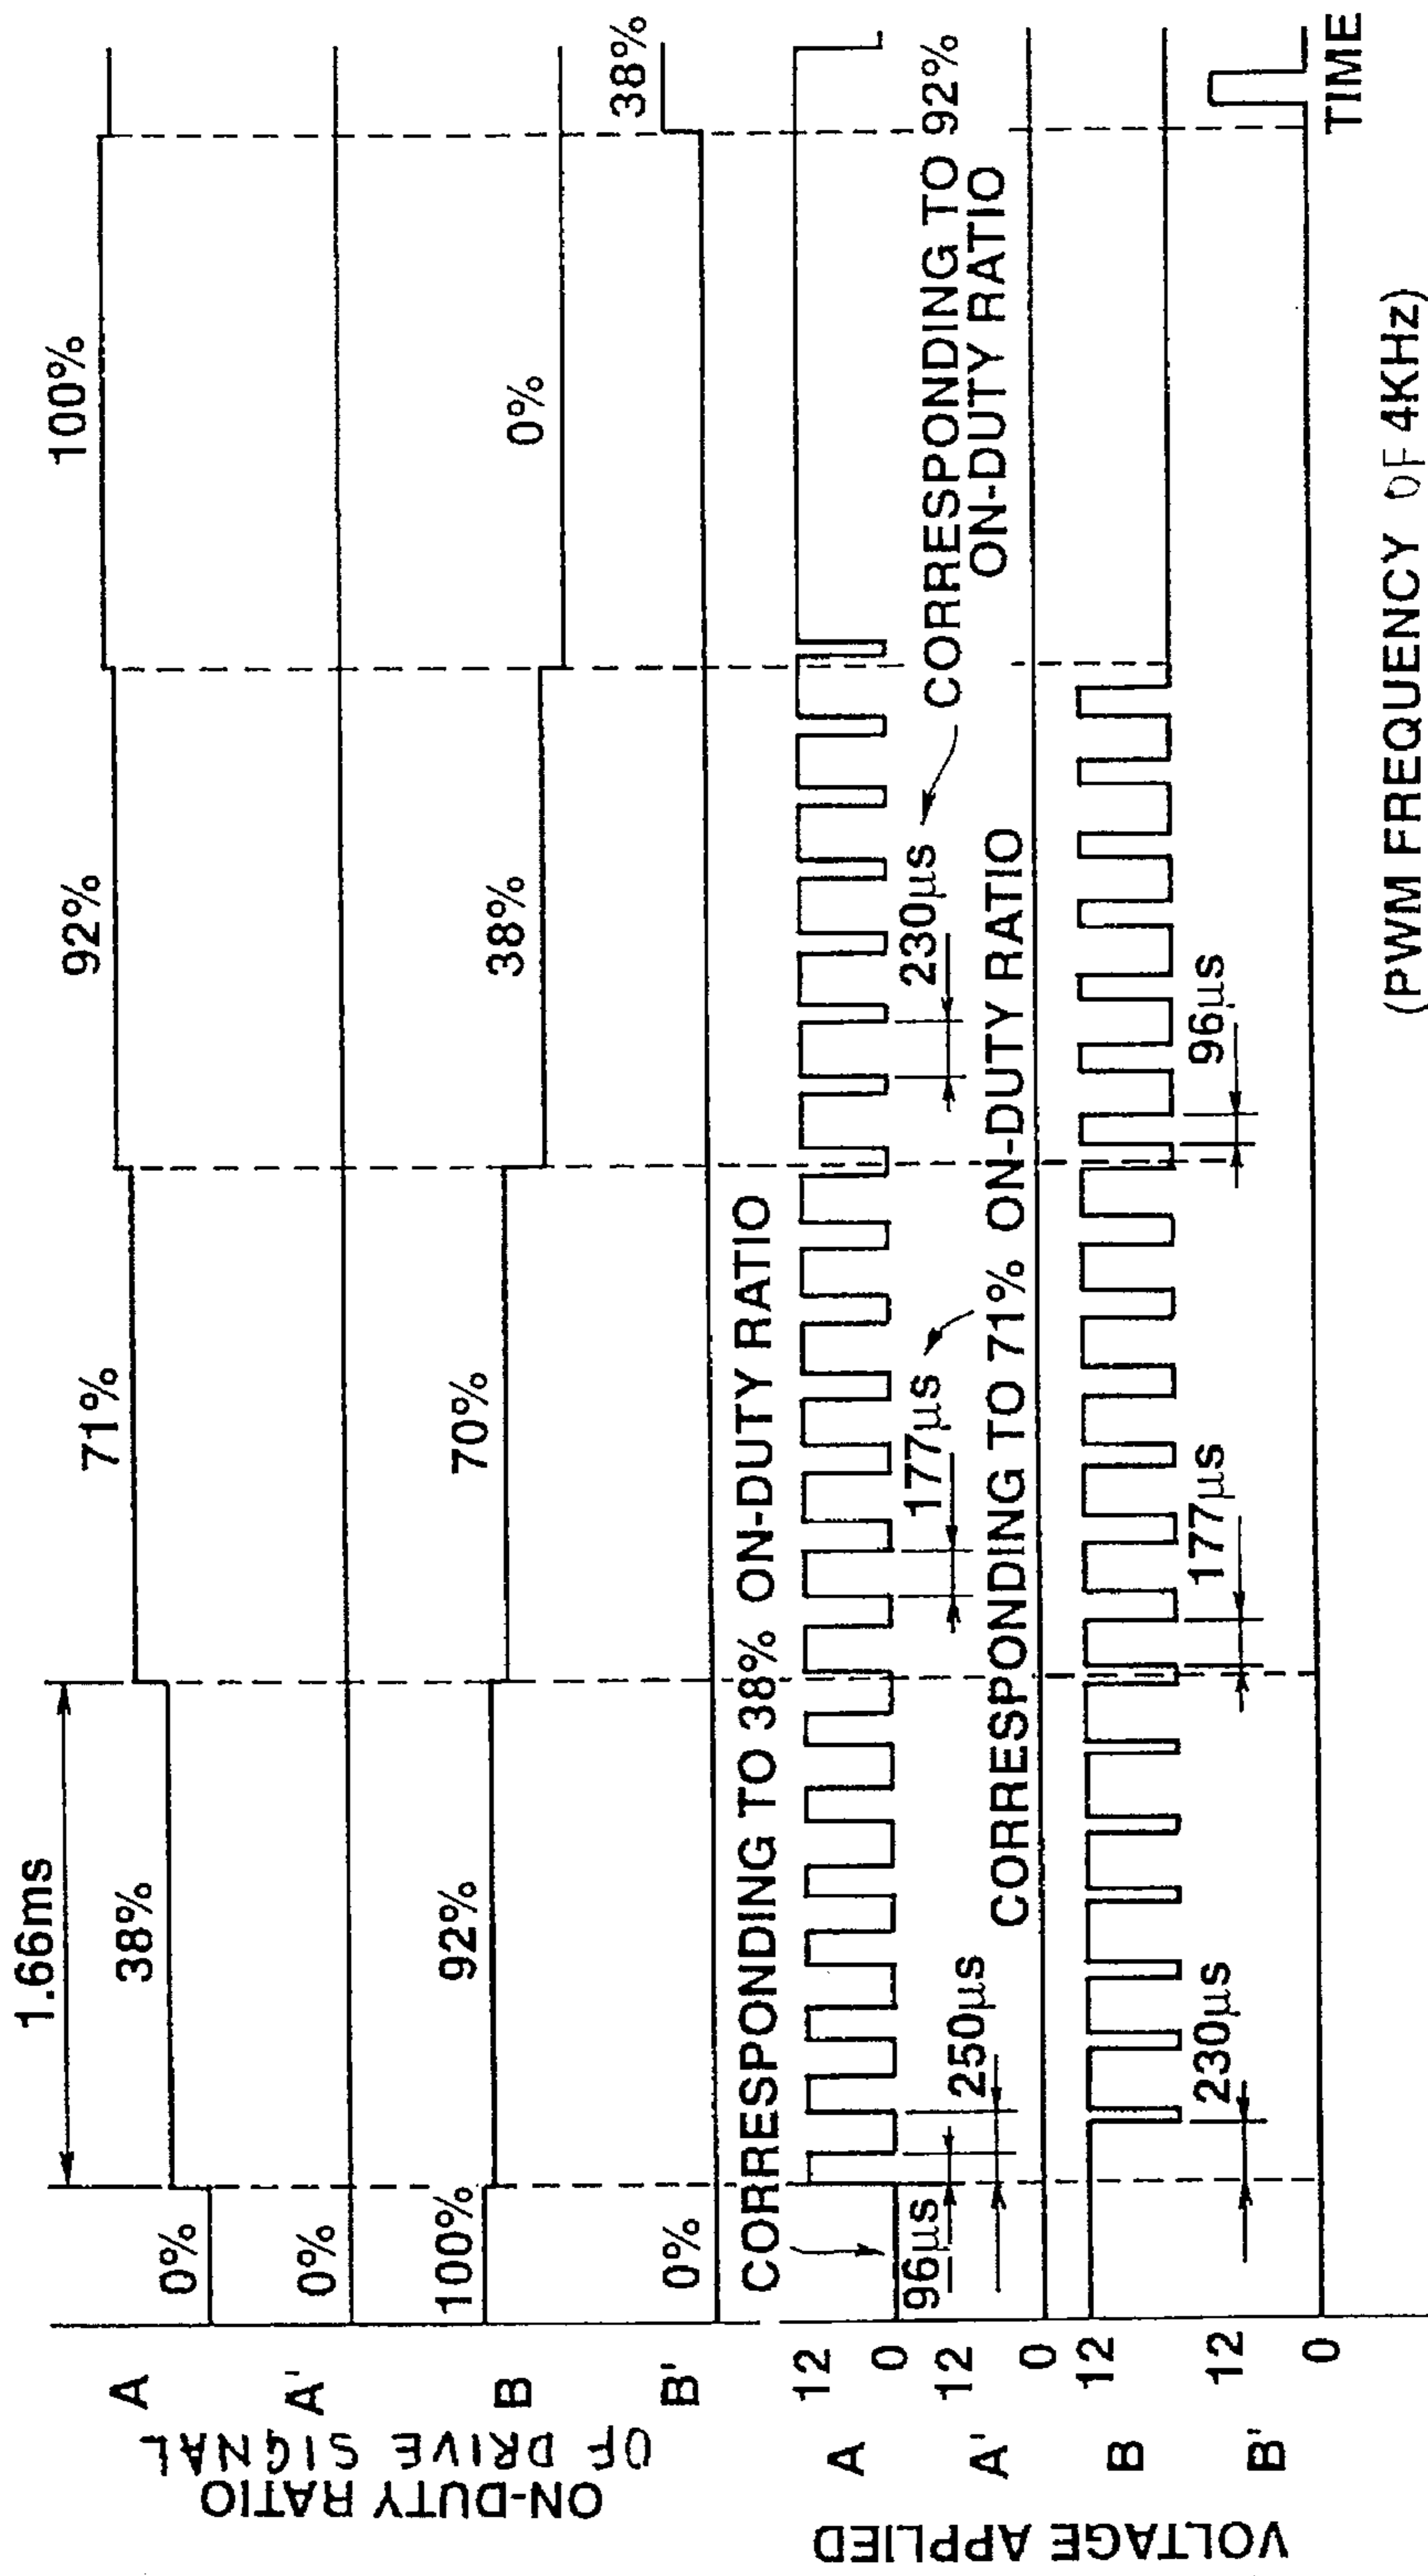 1.66ms
ON-DUTY RATIO
OF DRIVE SIGNAL
A
0%
38%
71%
92%
100%
A'
0%
B
100%
92%
70%
38%
0%
B'
0%
38%
CORRESPONDING TO 38% ON-DUTY RATIO
VOLTAGE APPLIED
A
12
0
96µs
250µs
177µs
230µs
CORRESPONDING TO 92%
ON-DUTY RATIO
A'
12
0
CORRESPONDING TO 71% ON-DUTY RATIO
B
12
230µs
177µs
96µs
B'
12
0
TIME
(PWM FREQUENCY OF 4KHz)